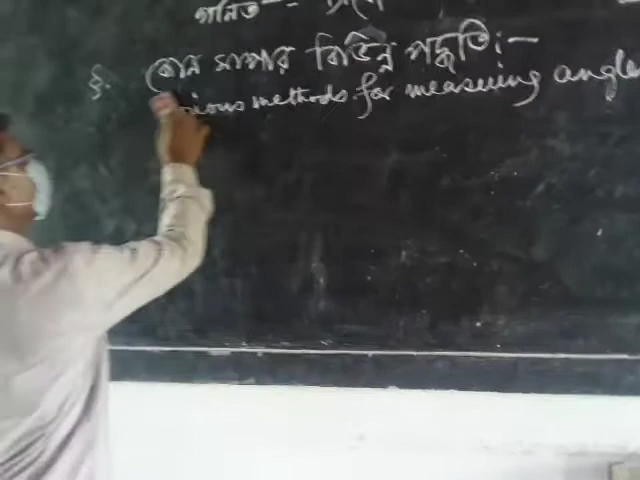 গনিত -
§. কোন মাপার বিভিন্ন পদ্ধতি :-
methods for measuring angle